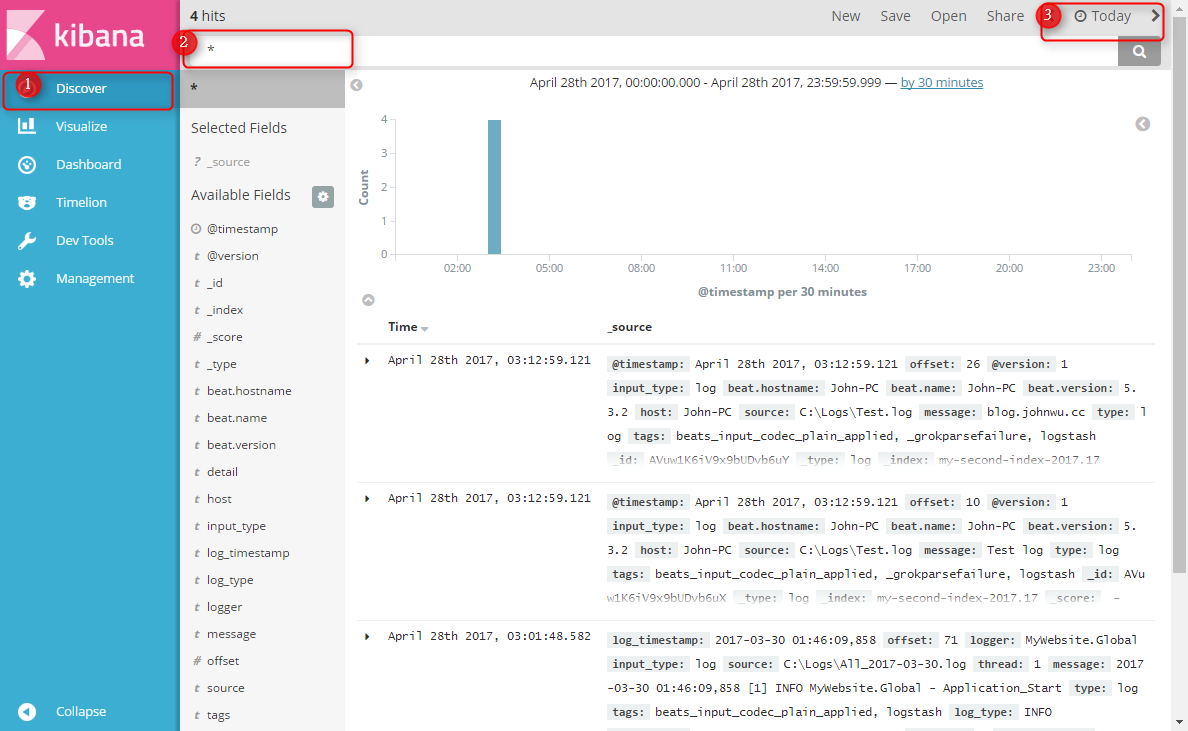 kibana
Discover
Visualize
Dashboard
Timelion
Dev Tools
Management
Collapse
1
2
3
4 hits
New Save Open Share Today
*
*
Selected Fields
? _source
Available Fields
@timestamp
t @version
t _id
t _index
# _score
t _type
t beat.hostname
t beat.name
t beat.version
t detail
t host
t input_type
t log_timestamp
t log_type
t logger
t message
# offset
t source
t tags
April 28th 2017, 00:00:00.000 - April 28th 2017, 23:59:59.999 — by 30 minutes
Count
4
3
2
1
0
02:00 05:00 08:00 11:00 14:00 17:00 20:00 23:00
@timestamp per 30 minutes
Time _source
April 28th 2017, 03:12:59.121
@timestamp: April 28th 2017, 03:12:59.121 offset: 26 @version: 1
input_type: log beat.hostname: John-PC beat.name: John-PC beat.version: 5.
3.2 host: John-PC source: C:\Logs\Test.log message: blog.johnwu.cc type: l
og tags: beats_input_codec_plain_applied, _grokparsefailure, logstash
_id: AVuw1K6iV9x9bUDvb6uY _type: log _index: my-second-index-2017.17
April 28th 2017, 03:12:59.121
@timestamp: April 28th 2017, 03:12:59.121 offset: 10 @version: 1
input_type: log beat.hostname: John-PC beat.name: John-PC beat.version: 5.
3.2 host: John-PC source: C:\Logs\Test.log message: Test log type: log
tags: beats_input_codec_plain_applied, _grokparsefailure, logstash _id: AVu
w1K6iV9x9bUDvb6uX _type: log _index: my-second-index-2017.17 _score: -
April 28th 2017, 03:01:48.582
log_timestamp: 2017-03-30 01:46:09,858 offset: 71 logger: MyWebsite.Global
input_type: log source: C:\Logs\All_2017-03-30.log thread: 1 message: 2017
-03-30 01:46:09,858 [1] INFO MyWebsite.Global - Application_Start type: log
tags: beats_input_codec_plain_applied, logstash log_type: INFO